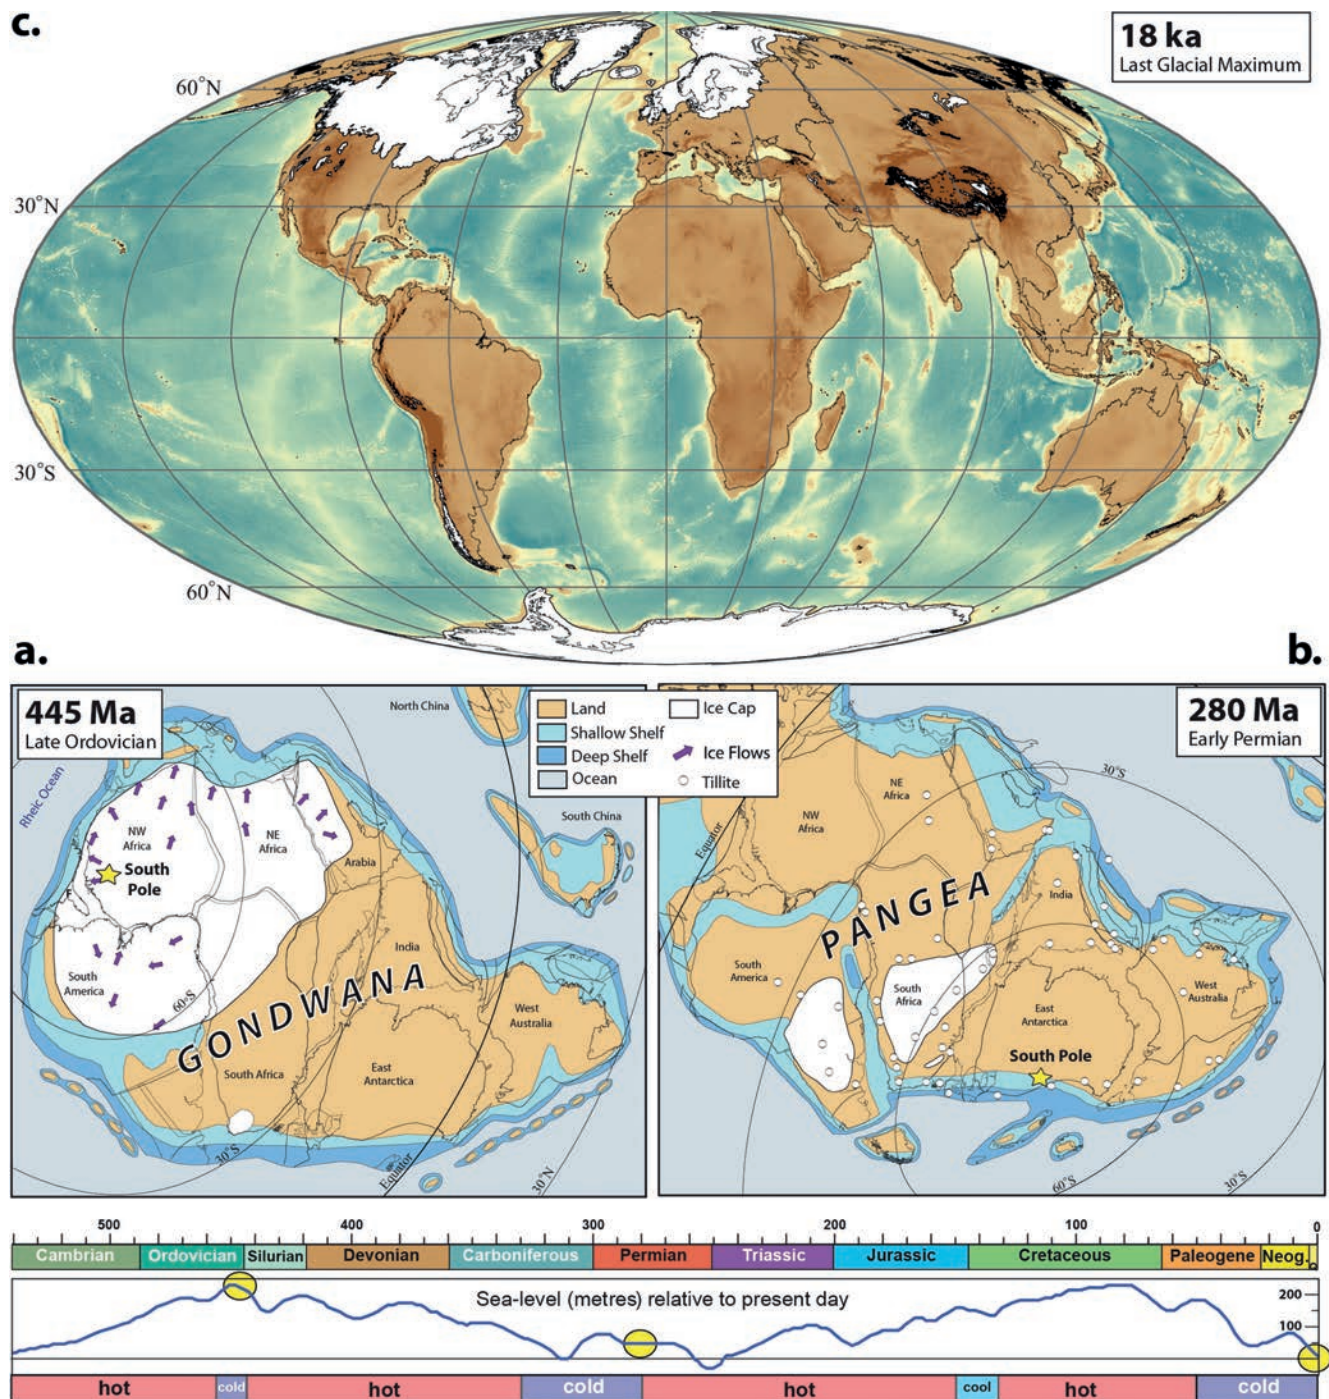 c.
18 ka
Last Glacial Maximum
60°N
30°N
30°S
60°N
a.
b.
445 Ma
Late Ordovician
Rheic Ocean
North China
South China
NW
Africa
NE
Africa
South
Pole
Arabia
India
South
America
60°S
GONDWANA
West
Australia
South Africa
East
Antarctica
30°S
Equator
30°N
Land
Shallow Shelf
Deep Shelf
Ocean
Ice Cap
Ice Flows
Tillite
280 Ma
Early Permian
30°S
NE
Africa
NW
Africa
Equator
PANGEA
India
South
America
South
Africa
East
Antarctica
West
Australia
South Pole
60°S
30°S
500 400 300 200 100 0
Cambrian Ordovician Silurian Devonian Carboniferous Permian Triassic Jurassic Cretaceous Paleogene Neog. Q
Sea-level (metres) relative to present day
200
100
hot cold hot cold hot cool hot cold